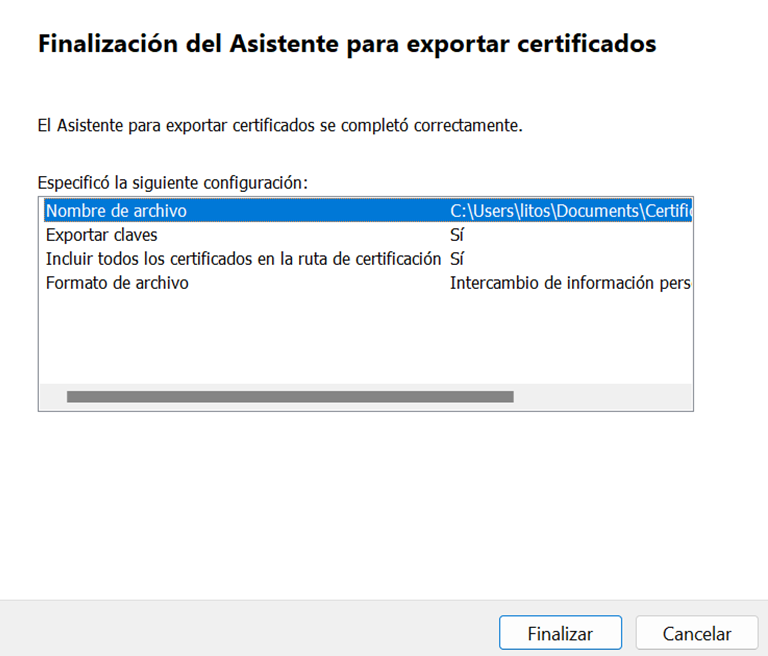 Finalización del Asistente para exportar certificados
El Asistente para exportar certificados se completó correctamente.
Especificó la siguiente configuración:
Nombre de archivo C:\Users\litos\Documents\Certific
Exportar claves Sí
Incluir todos los certificados en la ruta de certificación Sí
Formato de archivo Intercambio de información pers
Finalizar Cancelar